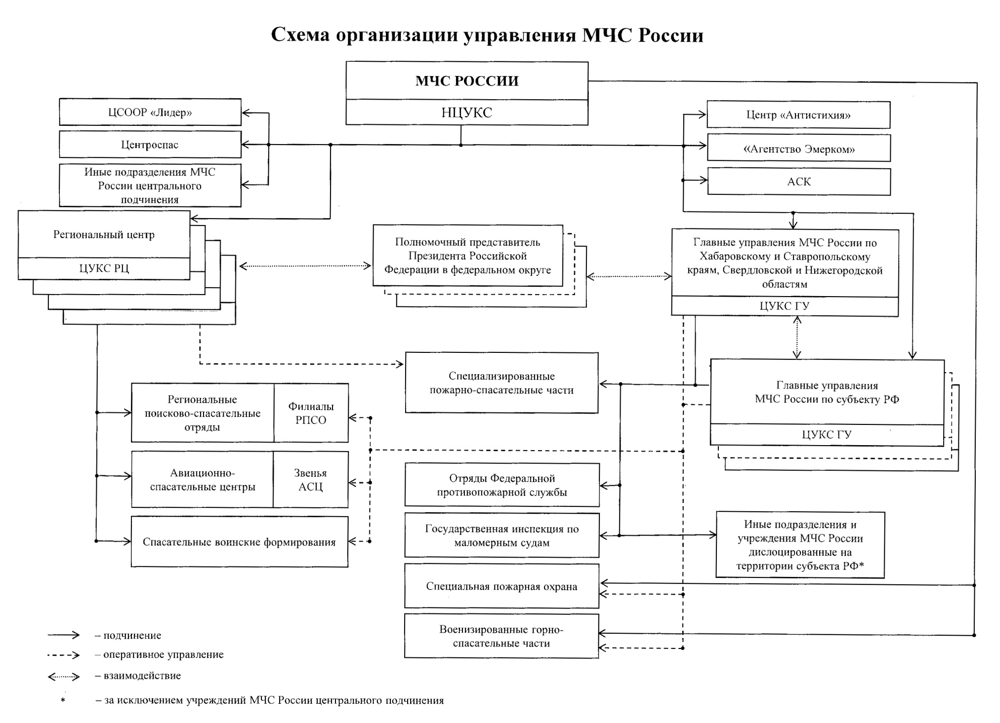 Схема организации управления МЧС России
МЧС РОССИИ
НЦУКС
ЦСООР «Лидер»
Центроспас
Иные подразделения МЧС
России центрального
подчинения
Центр «Антистихия»
«Агентство Эмерком»
АСК
Региональный центр
ЦУКС РЦ
Полномочный представитель
Президента Российской
Федерации в федеральном округе
Главные управления МЧС России по
Хабаровскому и Ставропольскому
краям, Свердловской и Нижегородской
областям
ЦУКС ГУ
Специализированные
пожарно-спасательные части
Главные управления
МЧС России по субъекту РФ
ЦУКС ГУ
Региональные
поисково-спасательные
отряды
Филиалы
РПСО
Авиационно-
спасательные центры
Звенья
АСЦ
Спасательные воинские формирования
Отряды Федеральной
противопожарной службы
Государственная инспекция по
маломерным судам
Иные подразделения и
учреждения МЧС России
дислоцированные на
территории субъекта РФ*
Специальная пожарная охрана
Военизированные горно-
спасательные части
– подчинение
– оперативное управление
– взаимодействие
* – за исключением учреждений МЧС России центрального подчинения